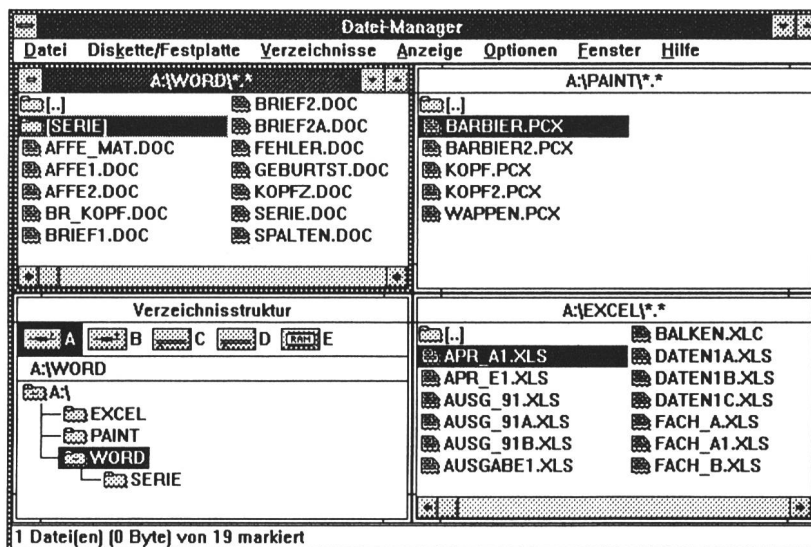 Datei-Manager
Datei Diskette/Festplatte Verzeichnisse Anzeige Optionen Fenster Hilfe
A:\WORD\*.*
[..]
[SERIE]
AFFE_MAT.DOC
AFFE1.DOC
AFFE2.DOC
BR_KOPF.DOC
BRIEF1.DOC
BRIEF2.DOC
BRIEF2A.DOC
FEHLER.DOC
GEBURTST.DOC
KOPFZ.DOC
SERIE.DOC
SPALTEN.DOC
A:\PAINT\*.*
[..]
BARBIER.PCX
BARBIER2.PCX
KOPF.PCX
KOPF2.PCX
WAPPEN.PCX
Verzeichnisstruktur
A B C D RAM E
A:\WORD
A:\
EXCEL
PAINT
WORD
SERIE
A:\EXCEL\*.*
[..]
APR_A1.XLS
APR_E1.XLS
AUSG_91.XLS
AUSG_91A.XLS
AUSG_91B.XLS
AUSGABE1.XLS
BALKEN.XLC
DATEN1A.XLS
DATEN1B.XLS
DATEN1C.XLS
FACH_A.XLS
FACH_A1.XLS
FACH_B.XLS
1 Datei(en) (0 Byte) von 19 markiert